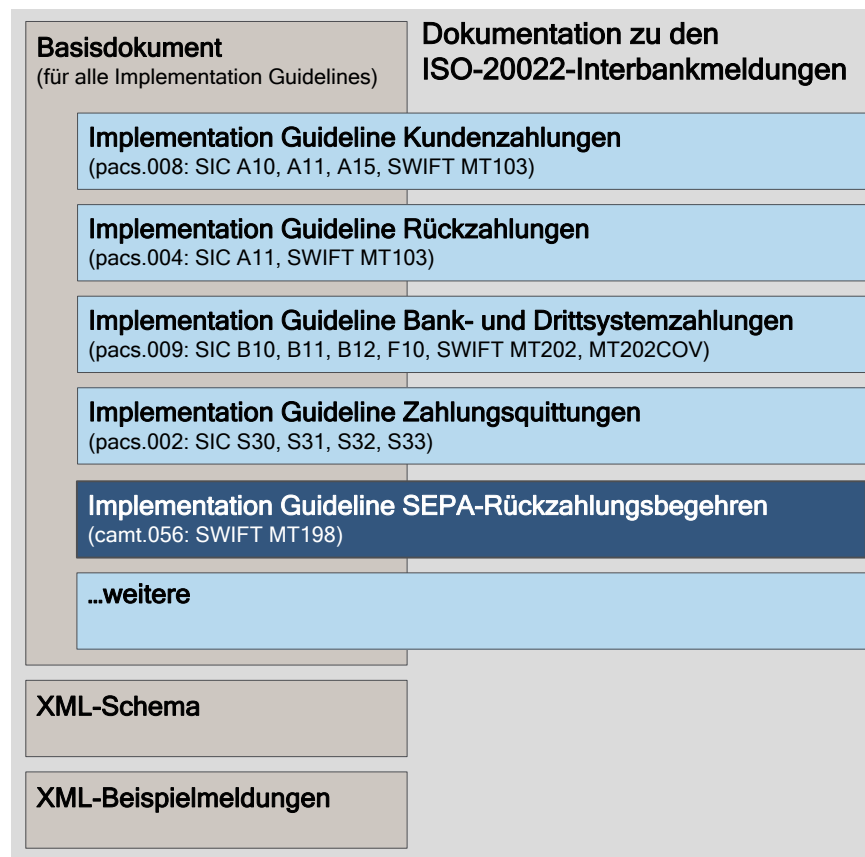 Basisdokument
(für alle Implementation Guidelines)
Dokumentation zu den
ISO-20022-Interbankmeldungen
Implementation Guideline Kundenzahlungen
(pacs.008: SIC A10, A11, A15, SWIFT MT103)
Implementation Guideline Rückzahlungen
(pacs.004: SIC A11, SWIFT MT103)
Implementation Guideline Bank- und Drittsystemzahlungen
(pacs.009: SIC B10, B11, B12, F10, SWIFT MT202, MT202COV)
Implementation Guideline Zahlungsquittungen
(pacs.002: SIC S30, S31, S32, S33)
Implementation Guideline SEPA-Rückzahlungsbegehren
(camt.056: SWIFT MT198)
...weitere
XML-Schema
XML-Beispielmeldungen